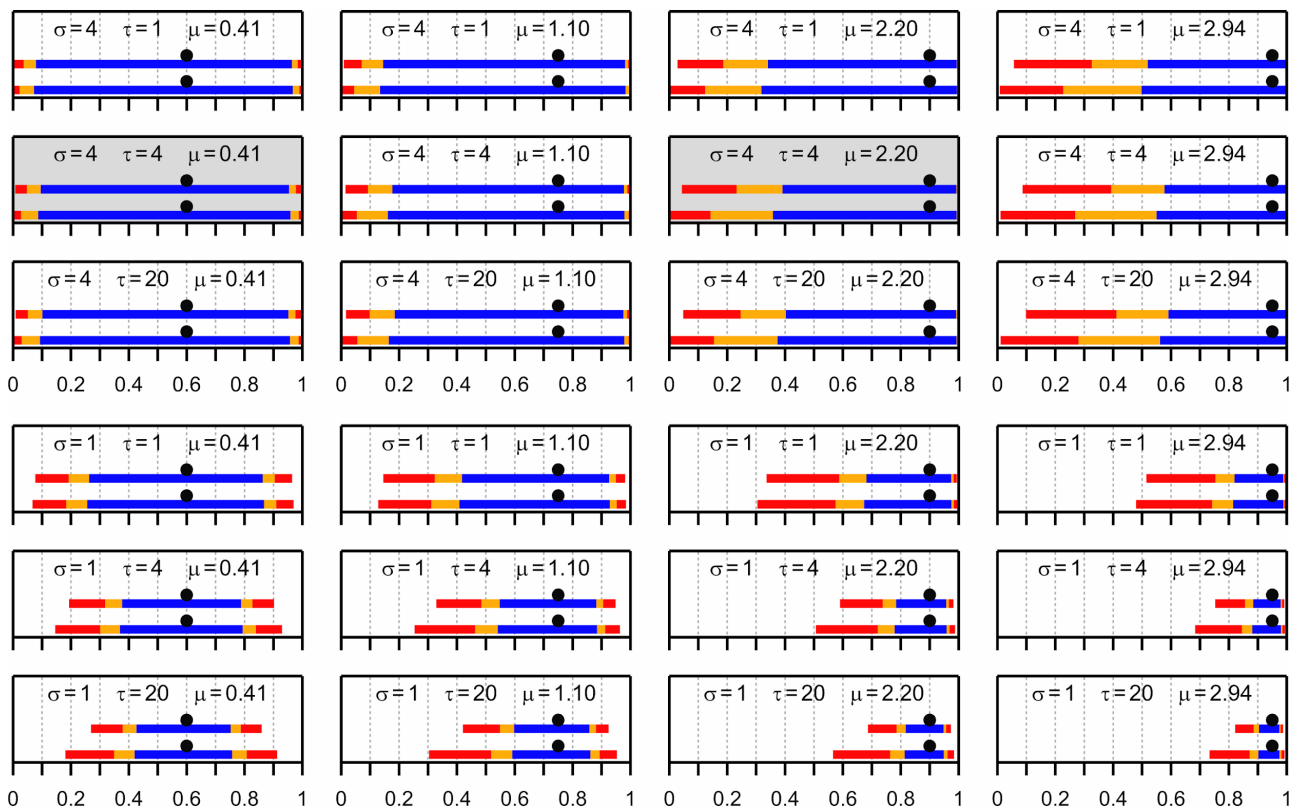 σ=4 τ=1 μ=0.41 σ=4 τ=1 μ=1.10 σ=4 τ=1 μ=2.20 σ=4 τ=1 μ=2.94
σ=4 τ=4 μ=0.41 σ=4 τ=4 μ=1.10 σ=4 τ=4 μ=2.20 σ=4 τ=4 μ=2.94
σ=4 τ=20 μ=0.41 σ=4 τ=20 μ=1.10 σ=4 τ=20 μ=2.20 σ=4 τ=20 μ=2.94
0 0.2 0.4 0.6 0.8 1 0 0.2 0.4 0.6 0.8 1 0 0.2 0.4 0.6 0.8 1 0 0.2 0.4 0.6 0.8 1
σ=1 τ=1 μ=0.41 σ=1 τ=1 μ=1.10 σ=1 τ=1 μ=2.20 σ=1 τ=1 μ=2.94
σ=1 τ=4 μ=0.41 σ=1 τ=4 μ=1.10 σ=1 τ=4 μ=2.20 σ=1 τ=4 μ=2.94
σ=1 τ=20 μ=0.41 σ=1 τ=20 μ=1.10 σ=1 τ=20 μ=2.20 σ=1 τ=20 μ=2.94
0 0.2 0.4 0.6 0.8 1 0 0.2 0.4 0.6 0.8 1 0 0.2 0.4 0.6 0.8 1 0 0.2 0.4 0.6 0.8 1